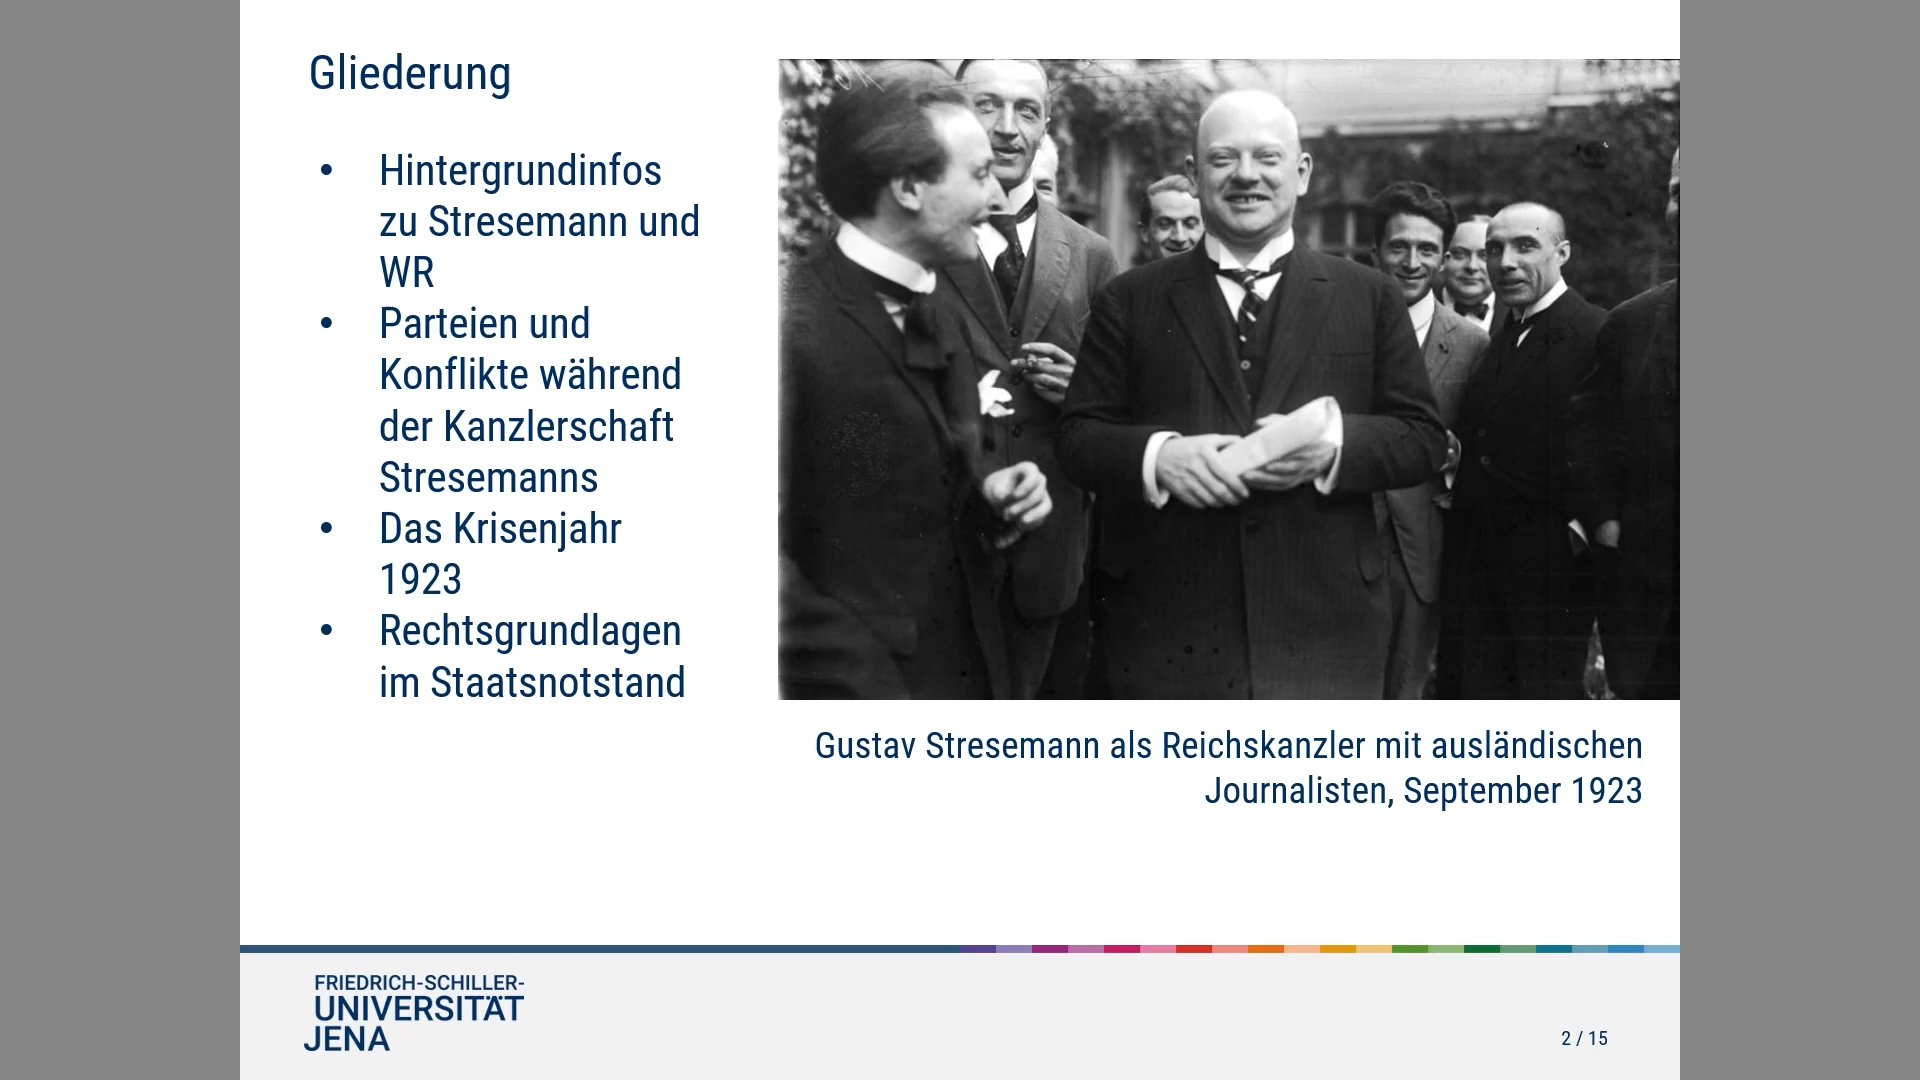 Gliederung
• Hintergrundinfos
zu Stresemann und
WR
• Parteien und
Konflikte während
der Kanzlerschaft
Stresemanns
• Das Krisenjahr
1923
• Rechtsgrundlagen
im Staatsnotstand
Gustav Stresemann als Reichskanzler mit ausländischen
Journalisten, September 1923
FRIEDRICH-SCHILLER-
UNIVERSITÄT
JENA
2 / 15